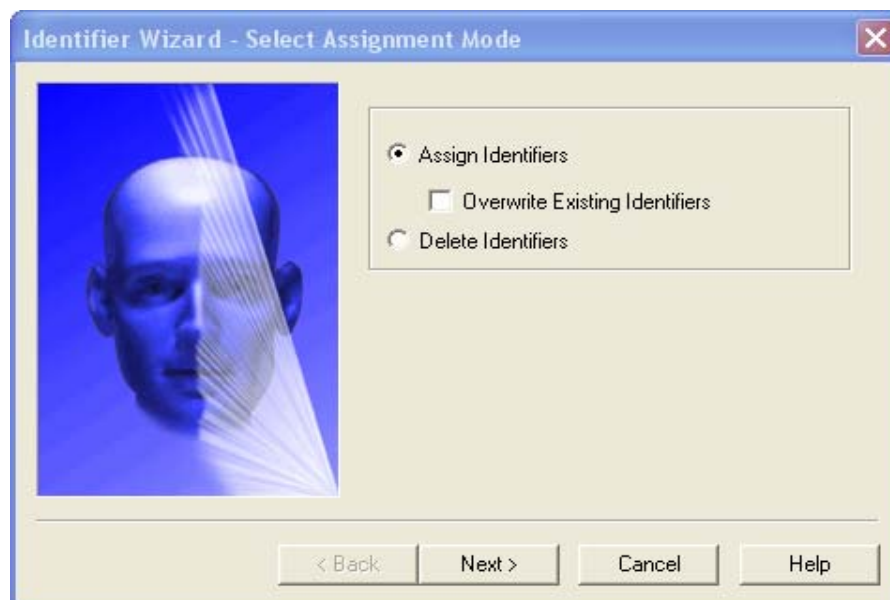 Identifier Wizard - Select Assignment Mode
Assign Identifiers
Overwrite Existing Identifiers
Delete Identifiers
< Back Next > Cancel Help